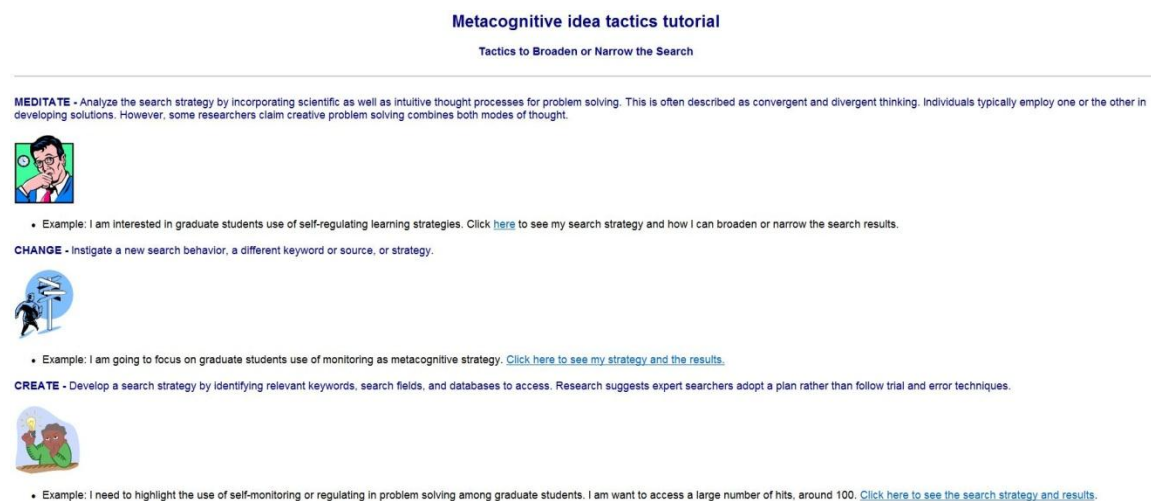 Metacognitive idea tactics tutorial
Tactics to Broaden or Narrow the Search
MEDITATE - Analyze the search strategy by incorporating scientific as well as intuitive thought processes for problem solving. This is often described as convergent and divergent thinking. Individuals typically employ one or the other in
developing solutions. However, some researchers claim creative problem solving combines both modes of thought.
• Example: I am interested in graduate students use of self-regulating learning strategies. Click here to see my search strategy and how I can broaden or narrow the search results.
CHANGE - Instigate a new search behavior, a different keyword or source, or strategy.
• Example: I am going to focus on graduate students use of monitoring as metacognitive strategy. Click here to see my strategy and the results.
CREATE - Develop a search strategy by identifying relevant keywords, search fields, and databases to access. Research suggests expert searchers adopt a plan rather than follow trial and error techniques.
• Example: I need to highlight the use of self-monitoring or regulating in problem solving among graduate students. I am want to access a large number of hits, around 100. Click here to see the search strategy and results.